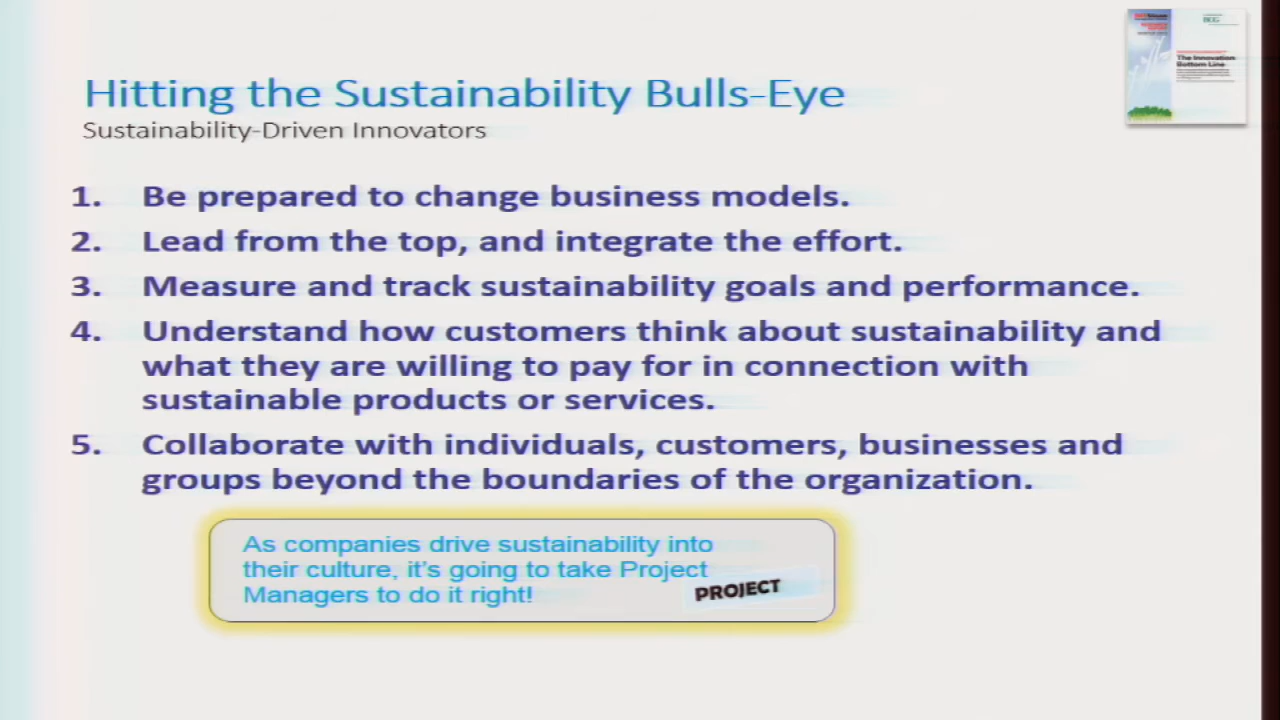 Hitting the Sustainability Bulls-Eye
Sustainability-Driven Innovators
BCG
The Innovation
Bottom Line
1. Be prepared to change business models.
2. Lead from the top, and integrate the effort.
3. Measure and track sustainability goals and performance.
4. Understand how customers think about sustainability and
what they are willing to pay for in connection with
sustainable products or services.
5. Collaborate with individuals, customers, businesses and
groups beyond the boundaries of the organization.
As companies drive sustainability into
their culture, it's going to take Project
Managers to do it right!
PROJECT